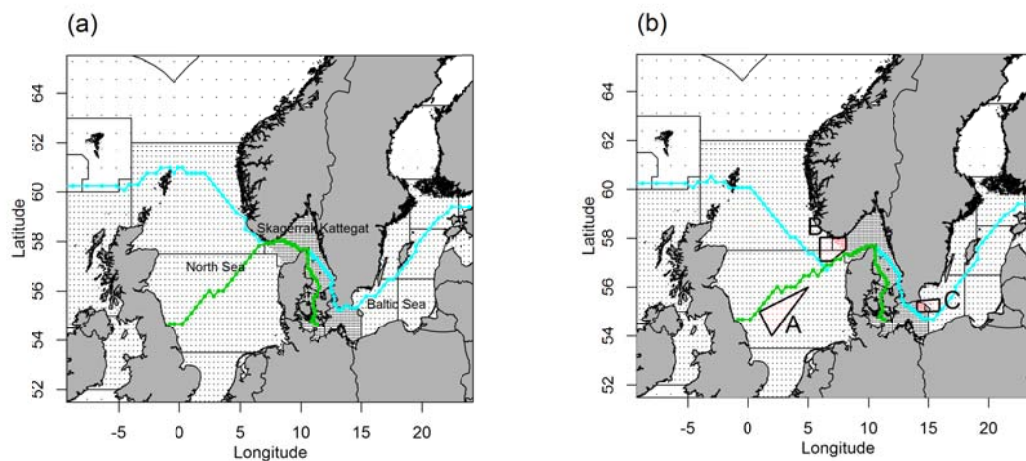 (a)
(b)
64
62
60
58
56
54
52
Latitude
Skagerrak Kattegat
North Sea
Baltic Sea
-5 0 5 10 15 20
Longitude
64
62
60
58
56
54
52
Latitude
B
A
C
-5 0 5 10 15 20
Longitude